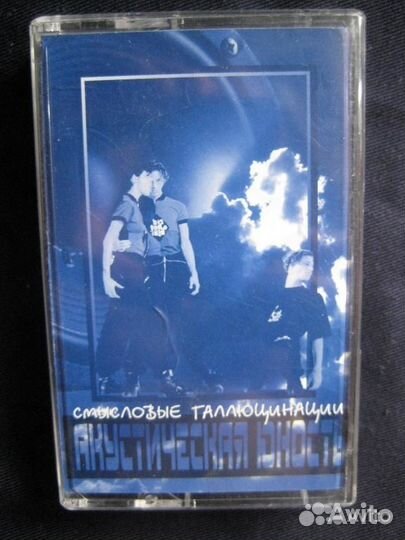 СМЫСЛОВЫЕ ГАЛЛЮЦИНАЦИИ
АКУСТИЧЕСКАЯ ЮНОСТЬ
Avito